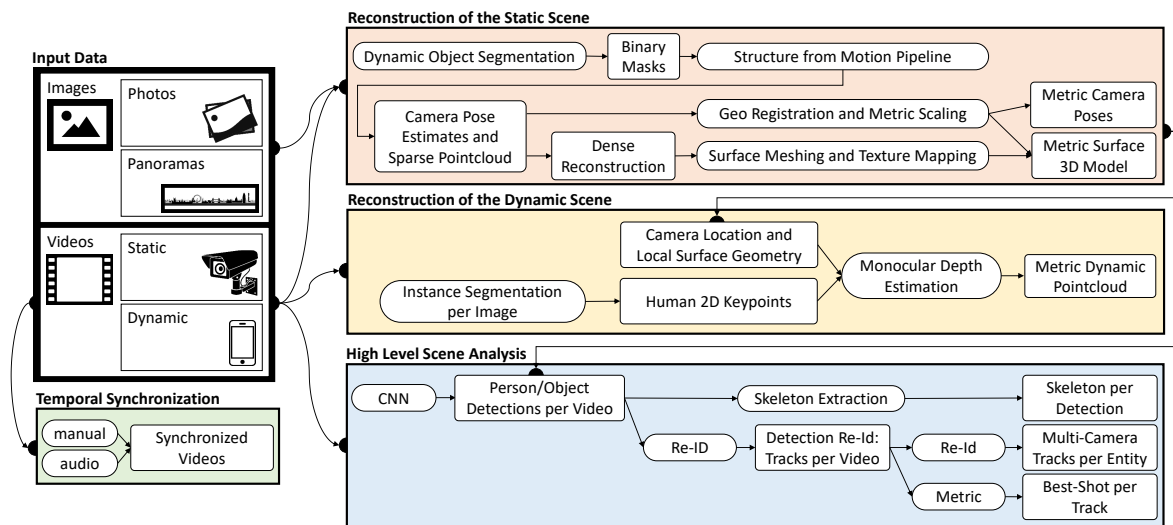 Input Data
Images
Photos
Panoramas
Videos
Static
Dynamic
Temporal Synchronization
manual
audio
Synchronized
Videos
Reconstruction of the Static Scene
Dynamic Object Segmentation
Binary
Masks
Structure from Motion Pipeline
Camera Pose
Estimates and
Sparse Pointcloud
Geo Registration and Metric Scaling
Metric Camera
Poses
Dense
Reconstruction
Surface Meshing and Texture Mapping
Metric Surface
3D Model
Reconstruction of the Dynamic Scene
Camera Location and
Local Surface Geometry
Instance Segmentation
per Image
Human 2D Keypoints
Monocular Depth
Estimation
Metric Dynamic
Pointcloud
High Level Scene Analysis
CNN
Person/Object
Detections per Video
Skeleton Extraction
Skeleton per
Detection
Re-ID
Detection Re-Id:
Tracks per Video
Re-Id
Multi-Camera
Tracks per Entity
Metric
Best-Shot per
Track